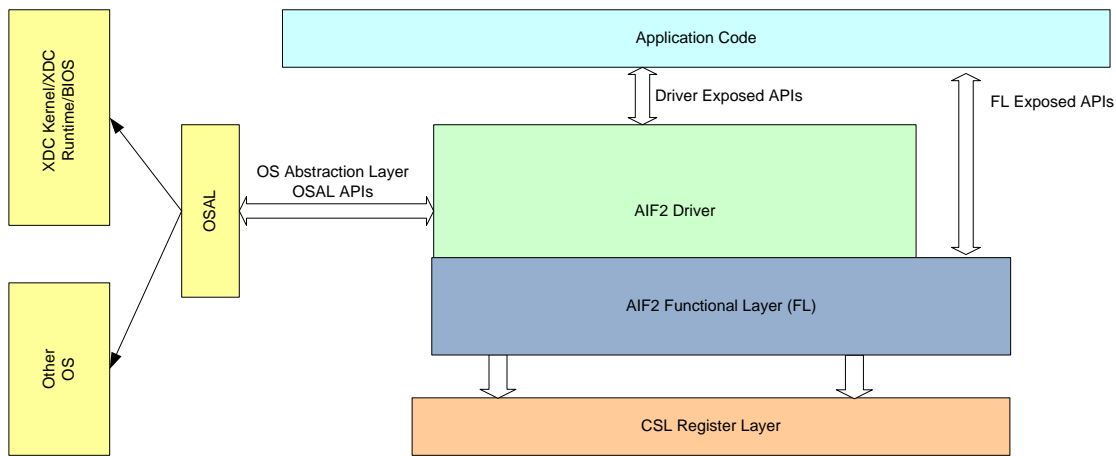 XDC Kernel/XDC
Runtime/BIOS
Application Code
Driver Exposed APIs
FL Exposed APIs
OSAL
OS Abstraction Layer
OSAL APIs
AIF2 Driver
AIF2 Functional Layer (FL)
Other
OS
CSL Register Layer